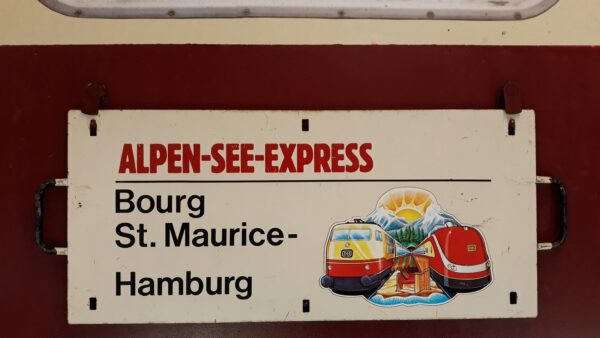 ALPEN-SEE-EXPRESS
Bourg
St. Maurice-
Hamburg